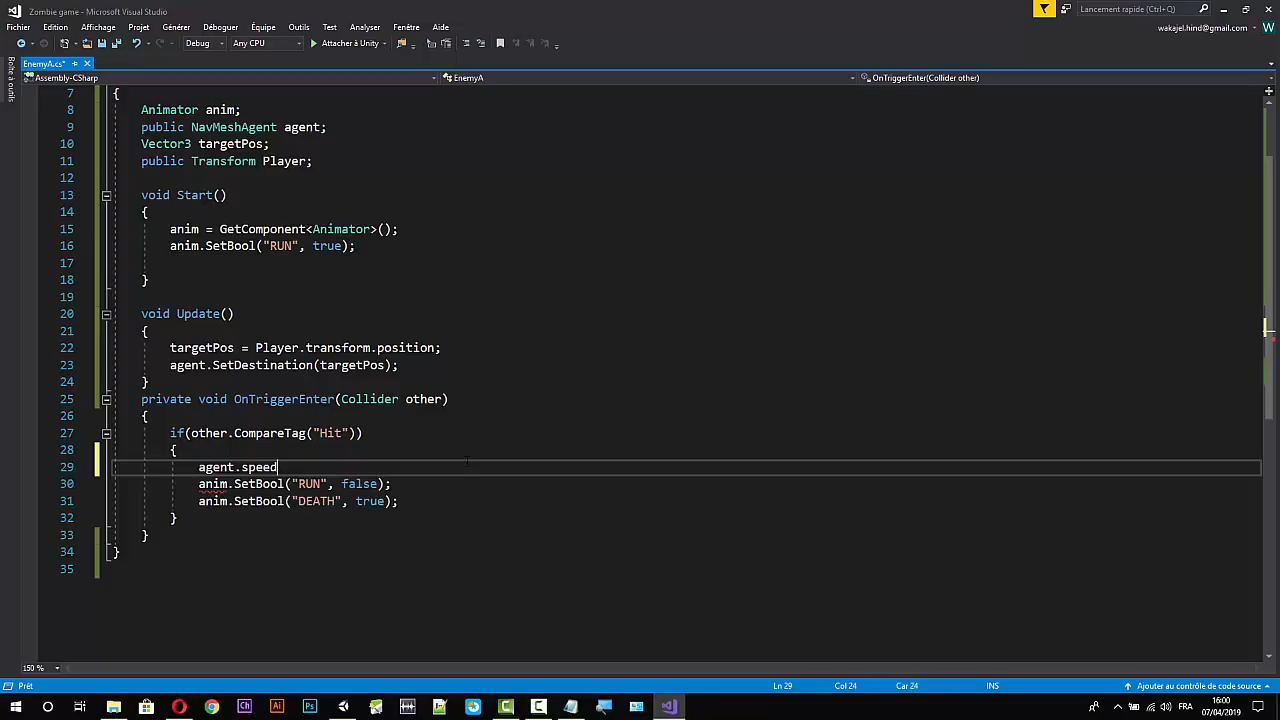 Zombie game - Microsoft Visual Studio
Lancement rapide (Ctrl+Q)
Fichier Edition Affichage Projet Générer Déboguer Équipe Outils Test Analyser Fenêtre Aide
wakajel.hind@gmail.com W
Debug Any CPU Attacher à Unity
Boîte à outils
EnemyA.cs*
Assembly-CSharp EnemyA OnTriggerEnter(Collider other)
7 {
8 Animator anim;
9 public NavMeshAgent agent;
10 Vector3 targetPos;
11 public Transform Player;
12
13 void Start()
14 {
15 anim = GetComponent<Animator>();
16 anim.SetBool("RUN", true);
17
18 }
19
20 void Update()
21 {
22 targetPos = Player.transform.position;
23 agent.SetDestination(targetPos);
24 }
25 private void OnTriggerEnter(Collider other)
26 {
27 if(other.CompareTag("Hit"))
28 {
29 agent.speed
30 anim.SetBool("RUN", false);
31 anim.SetBool("DEATH", true);
32 }
33 }
34 }
35
150 %
Prêt Ln 29 Col 24 Car 24 INS Ajouter au contrôle de code source
Ch Ai Ps FRA 16:00
07/04/2019